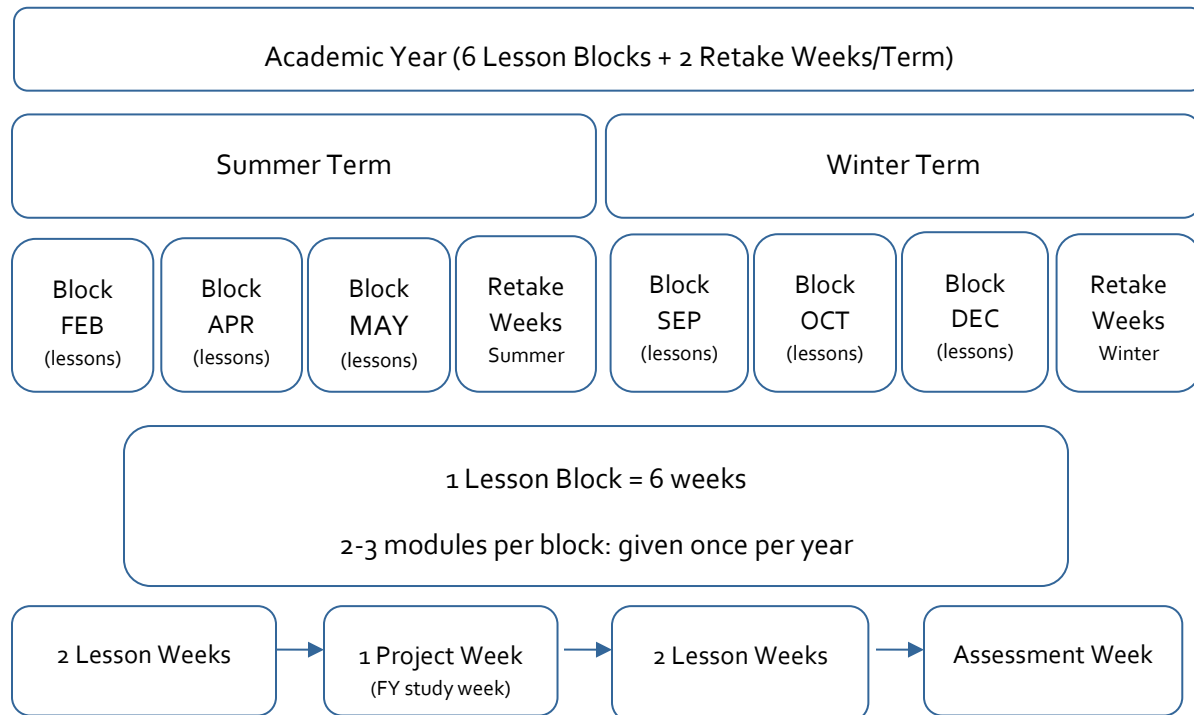 Academic Year (6 Lesson Blocks + 2 Retake Weeks/Term)
Summer Term
Winter Term
Block
FEB
(lessons)
Block
APR
(lessons)
Block
MAY
(lessons)
Retake
Weeks
Summer
Block
SEP
(lessons)
Block
OCT
(lessons)
Block
DEC
(lessons)
Retake
Weeks
Winter
1 Lesson Block = 6 weeks
2-3 modules per block: given once per year
2 Lesson Weeks
1 Project Week
(FY study week)
2 Lesson Weeks
Assessment Week